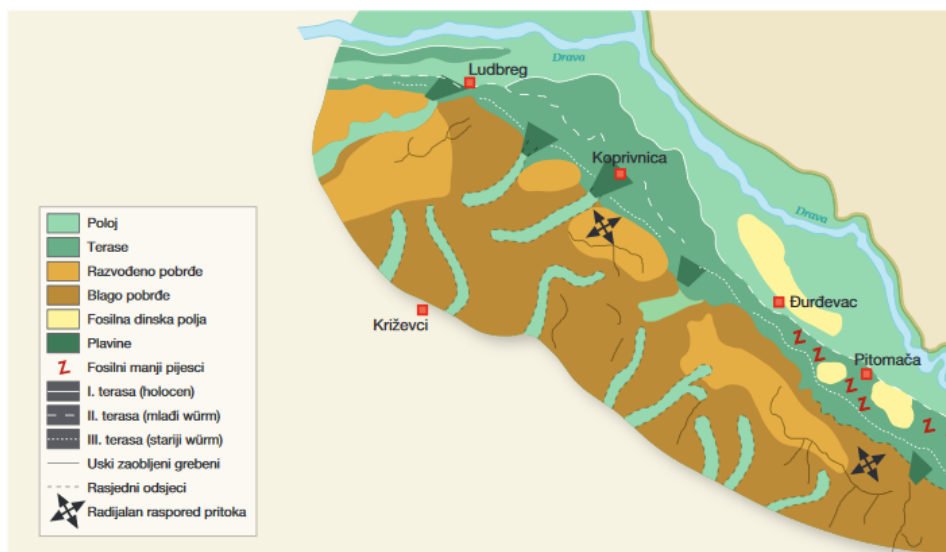 Drava
Ludbreg
Koprivnica
Drava
Đurđevac
Križevci
Pitomača
Poloj
Terase
Razvođeno pobrđe
Blago pobrđe
Fosilna dinska polja
Plavine
Z Fosilni manji pijesci
I. terasa (holocen)
II. terasa (mlađi würm)
III. terasa (stariji würm)
Uski zaobljeni grebeni
Rasjedni odsjeci
Radijalan raspored pritoka
Z
Z
Z
Z
Z